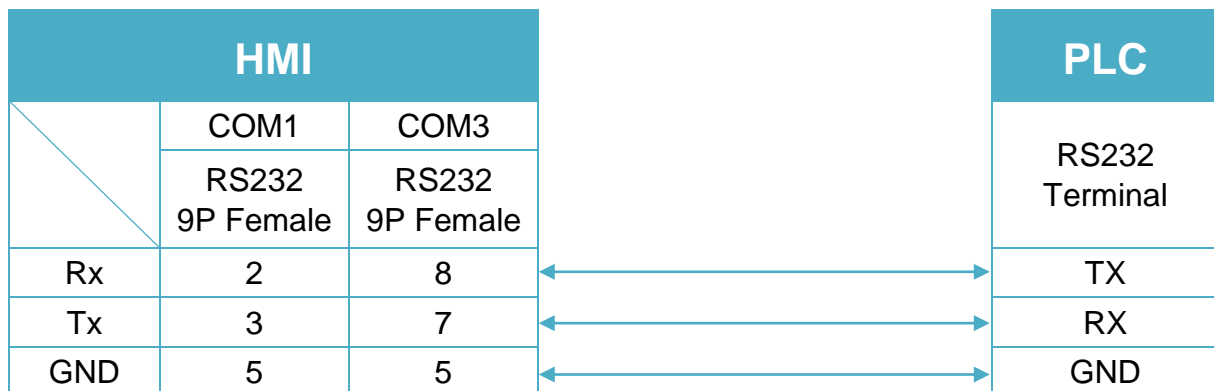 HMI PLC
COM1 COM3
RS232 9P Female RS232 9P Female RS232 Terminal
Rx 2 8 TX
Tx 3 7 RX
GND 5 5 GND